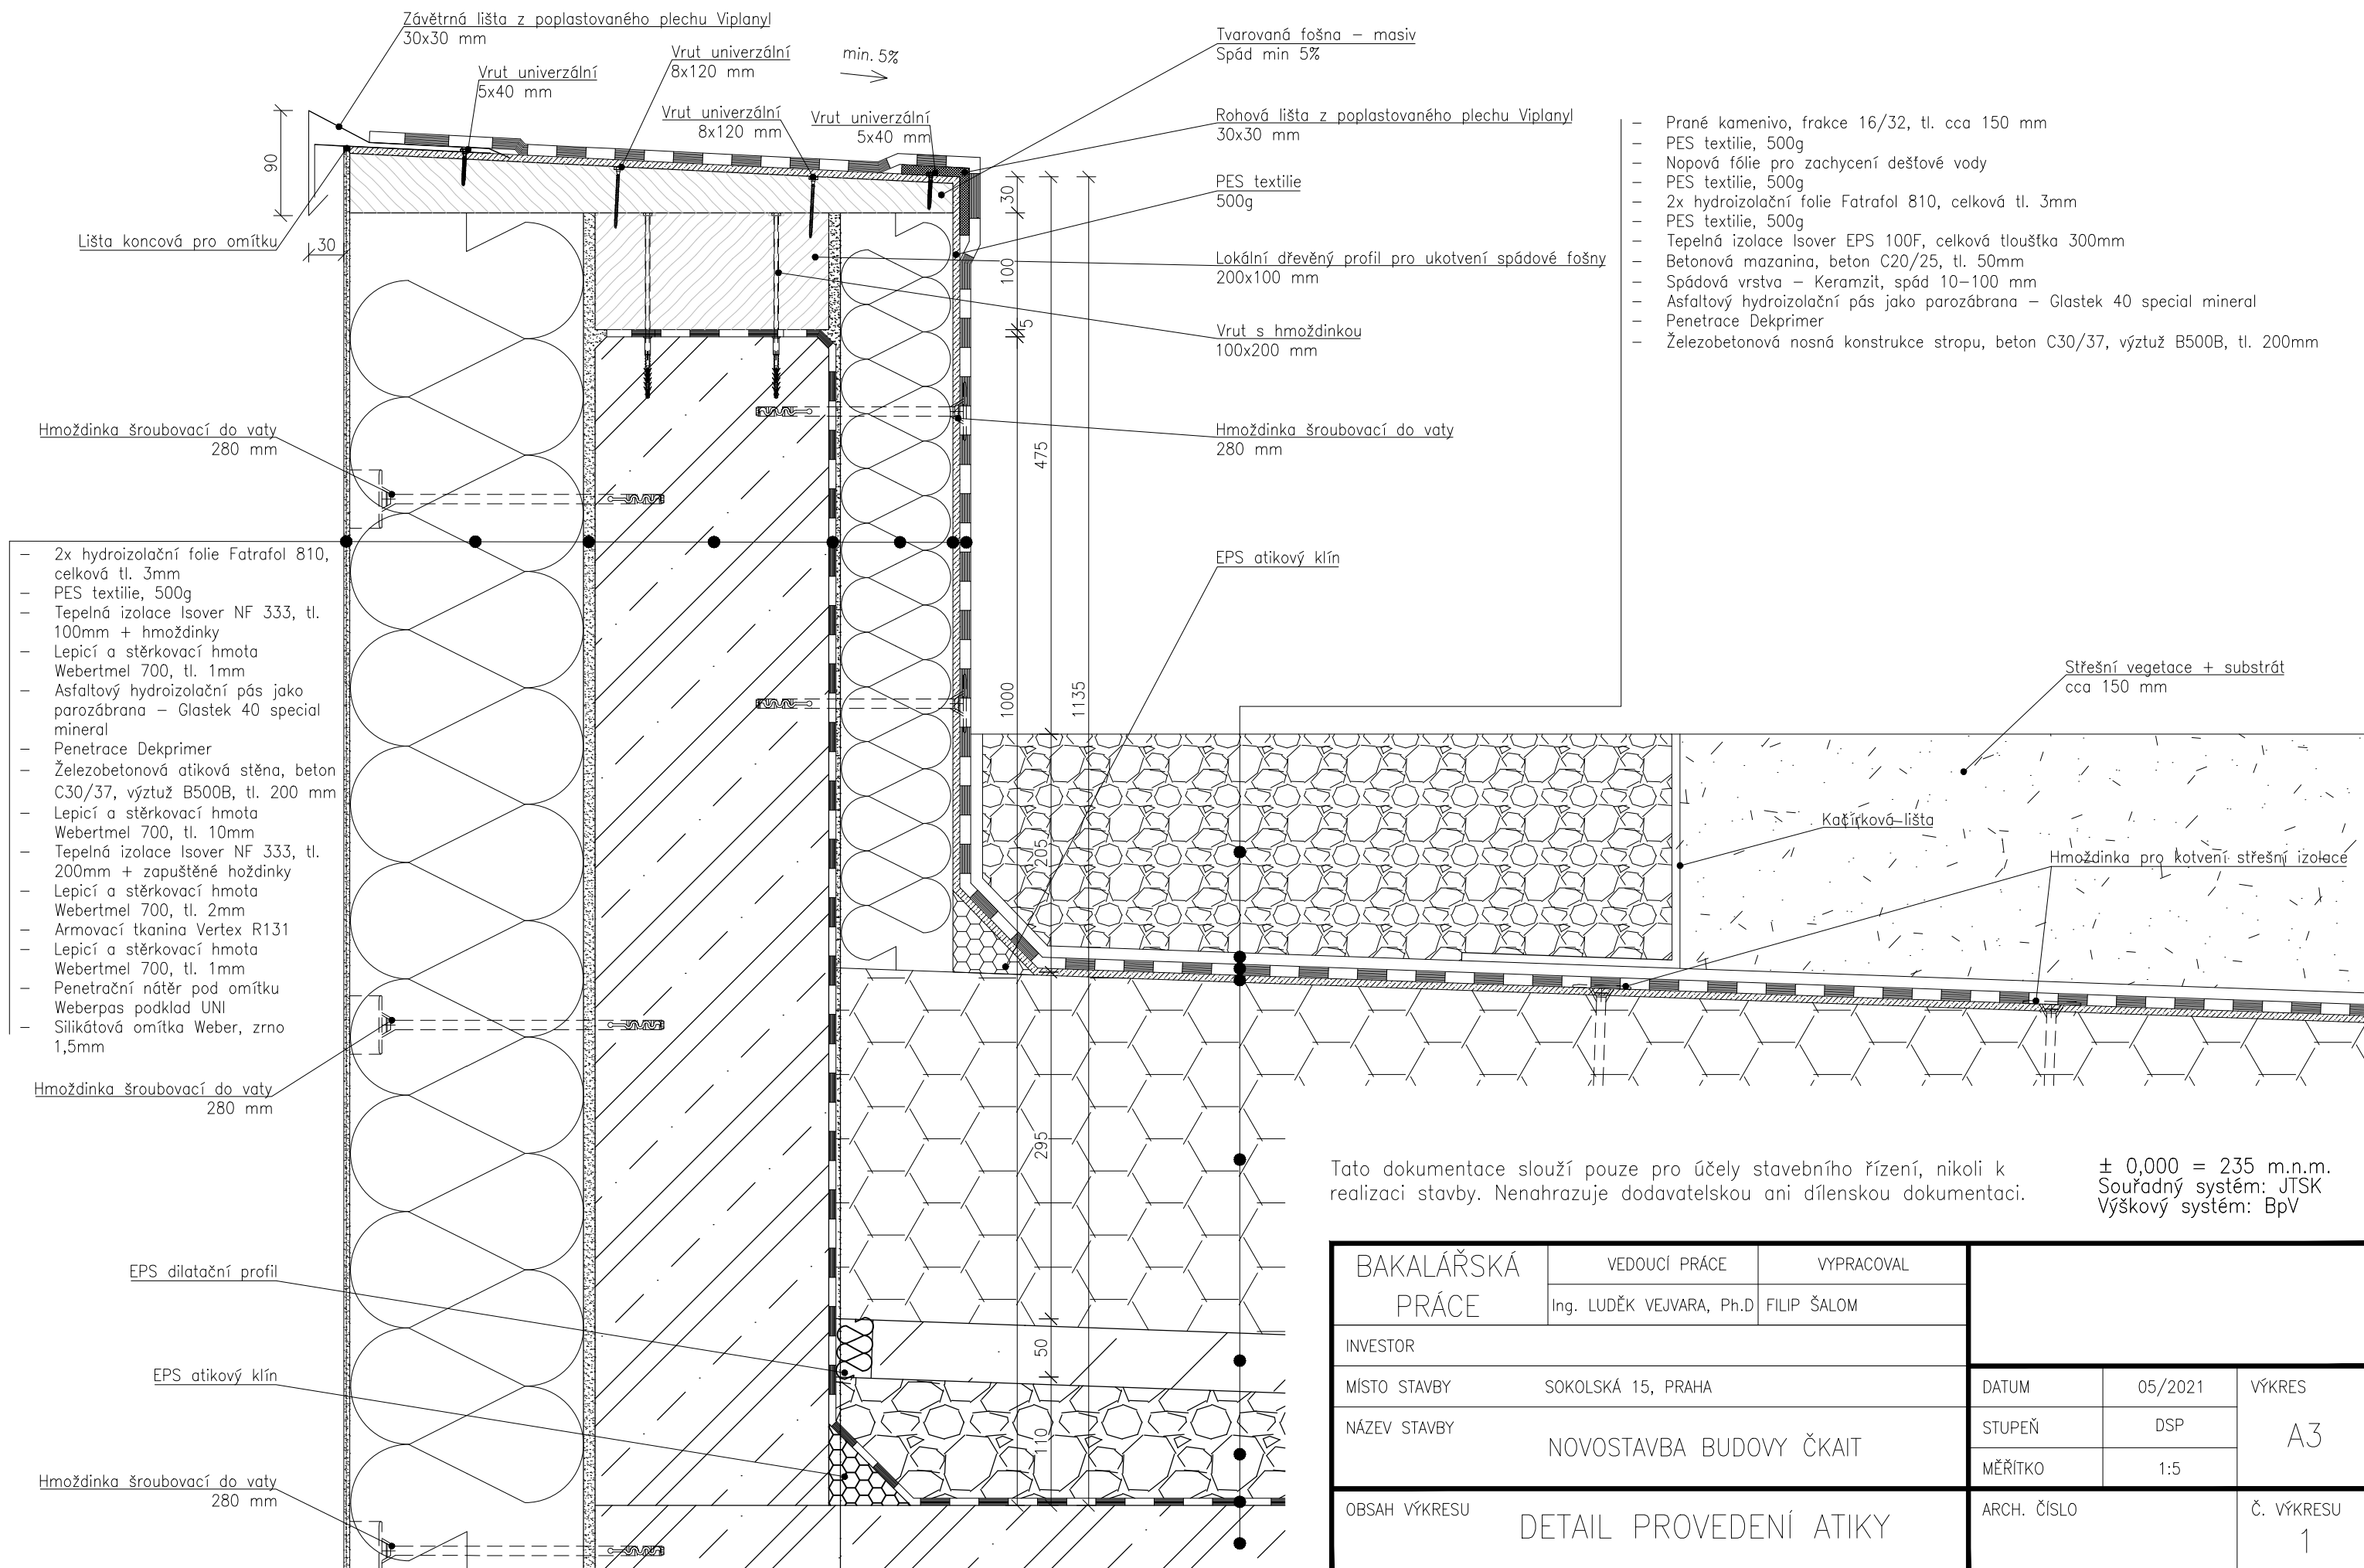 Závětrná lišta z poplastovaného plechu Viplanyl
30x30 mm
Vrut univerzální
5x40 mm
Vrut univerzální
8x120 mm
min. 5%
Vrut univerzální
8x120 mm
Vrut univerzální
5x40 mm
Tvarovaná fošna – masiv
Spád min 5%
Rohová lišta z poplastovaného plechu Viplanyl
30x30 mm
PES textilie
500g
Lokální dřevěný profil pro ukotvení spádové fošny
200x100 mm
Vrut s hmoždinkou
100x200 mm
Hmoždinka šroubovací do vaty
280 mm
EPS atikový klín
– Prané kamenivo, frakce 16/32, tl. cca 150 mm
– PES textilie, 500g
– Nopová fólie pro zachycení dešťové vody
– PES textilie, 500g
– 2x hydroizolační folie Fatrafol 810, celková tl. 3mm
– PES textilie, 500g
– Tepelná izolace Isover EPS 100F, celková tloušťka 300mm
– Betonová mazanina, beton C20/25, tl. 50mm
– Spádová vrstva – Keramzit, spád 10–100 mm
– Asfaltový hydroizolační pás jako parozábrana – Glastek 40 special mineral
– Penetrace Dekprimer
– Železobetonová nosná konstrukce stropu, beton C30/37, výztuž B500B, tl. 200mm
90
30
Lišta koncová pro omítku
Hmoždinka šroubovací do vaty
280 mm
– 2x hydroizolační folie Fatrafol 810,
celková tl. 3mm
– PES textilie, 500g
– Tepelná izolace Isover NF 333, tl.
100mm + hmoždinky
– Lepicí a stěrkovací hmota
Webertmel 700, tl. 1mm
– Asfaltový hydroizolační pás jako
parozábrana – Glastek 40 special
mineral
– Penetrace Dekprimer
– Železobetonová atiková stěna, beton
C30/37, výztuž B500B, tl. 200 mm
– Lepicí a stěrkovací hmota
Webertmel 700, tl. 10mm
– Tepelná izolace Isover NF 333, tl.
200mm + zapuštěné hoždinky
– Lepicí a stěrkovací hmota
Webertmel 700, tl. 2mm
– Armovací tkanina Vertex R131
– Lepicí a stěrkovací hmota
Webertmel 700, tl. 1mm
– Penetrační nátěr pod omítku
Weberpas podklad UNI
– Silikátová omítka Weber, zrno
1,5mm
Hmoždinka šroubovací do vaty
280 mm
EPS dilatační profil
EPS atikový klín
Hmoždinka šroubovací do vaty
280 mm
30
100
5
475
1000
1135
205
295
50
110
Střešní vegetace + substrát
cca 150 mm
Kačírková lišta
Hmoždinka pro kotvení střešní izolace
Tato dokumentace slouží pouze pro účely stavebního řízení, nikoli k
realizaci stavby. Nenahrazuje dodavatelskou ani dílenskou dokumentaci.
± 0,000 = 235 m.n.m.
Souřadný systém: JTSK
Výškový systém: BpV
BAKALÁŘSKÁ
PRÁCE
VEDOUCÍ PRÁCE
VYPRACOVAL
Ing. LUDĚK VEJVARA, Ph.D
FILIP ŠALOM
INVESTOR
MÍSTO STAVBY
SOKOLSKÁ 15, PRAHA
NÁZEV STAVBY
NOVOSTAVBA BUDOVY ČKAIT
DATUM
05/2021
VÝKRES
A3
STUPEŇ
DSP
MĚŘÍTKO
1:5
OBSAH VÝKRESU
DETAIL PROVEDENÍ ATIKY
ARCH. ČÍSLO
Č. VÝKRESU
1